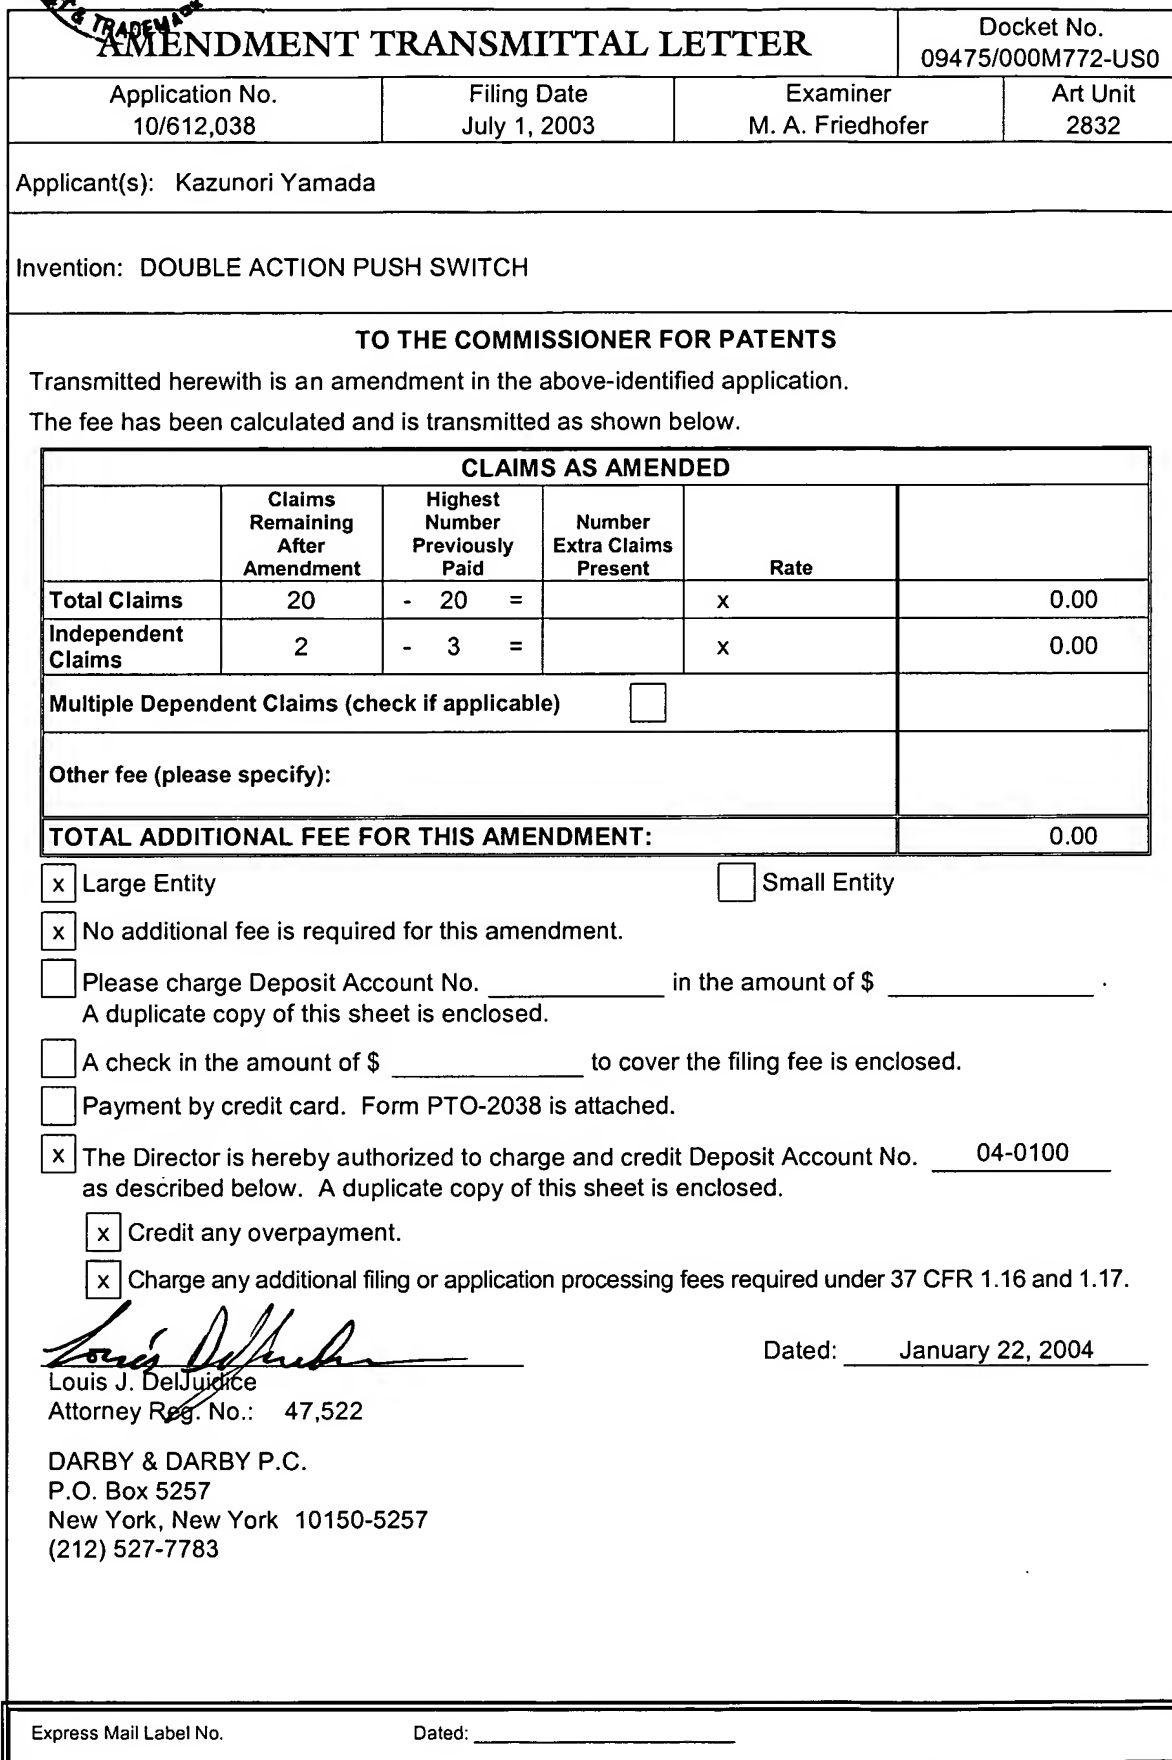 & TRADEMARK
AMENDMENT TRANSMITTAL LETTER
Docket No.
09475/000M772-US0
Application No.
10/612,038
Filing Date
July 1, 2003
Examiner
M. A. Friedhofer
Art Unit
2832
Applicant(s): Kazunori Yamada
Invention: DOUBLE ACTION PUSH SWITCH
TO THE COMMISSIONER FOR PATENTS
Transmitted herewith is an amendment in the above-identified application.
The fee has been calculated and is transmitted as shown below.
CLAIMS AS AMENDED
Claims Remaining After Amendment
Highest Number Previously Paid
Number Extra Claims Present
Rate
Total Claims 20 - 20 = x 0.00
Independent Claims 2 - 3 = x 0.00
Multiple Dependent Claims (check if applicable)
Other fee (please specify):
TOTAL ADDITIONAL FEE FOR THIS AMENDMENT: 0.00
x Large Entity Small Entity
x No additional fee is required for this amendment.
Please charge Deposit Account No. in the amount of $ .
A duplicate copy of this sheet is enclosed.
A check in the amount of $ to cover the filing fee is enclosed.
Payment by credit card. Form PTO-2038 is attached.
x The Director is hereby authorized to charge and credit Deposit Account No. 04-0100
as described below. A duplicate copy of this sheet is enclosed.
x Credit any overpayment.
x Charge any additional filing or application processing fees required under 37 CFR 1.16 and 1.17.
Dated: January 22, 2004
Louis J. DelJuidice
Attorney Reg. No.: 47,522
DARBY & DARBY P.C.
P.O. Box 5257
New York, New York 10150-5257
(212) 527-7783
Express Mail Label No. Dated: